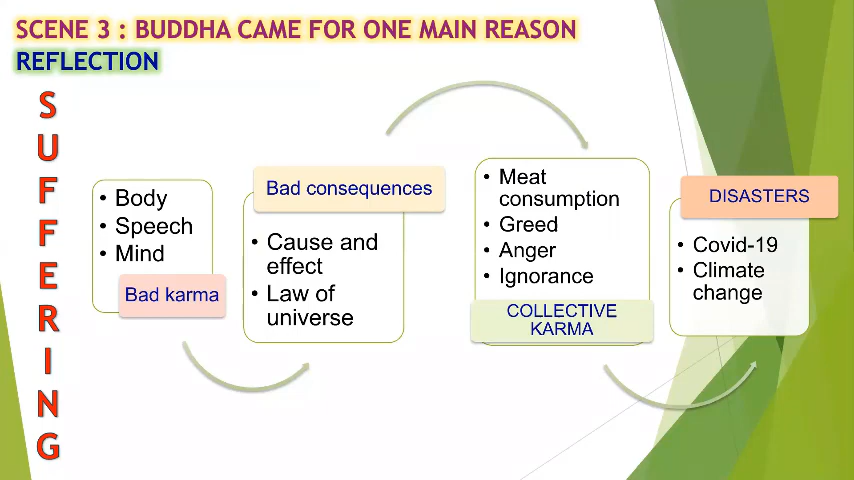 SCENE 3 : BUDDHA CAME FOR ONE MAIN REASON
REFLECTION
SUFFERING
• Body
• Speech
• Mind
Bad karma
Bad consequences
• Cause and
effect
• Law of
universe
• Meat
consumption
• Greed
• Anger
• Ignorance
COLLECTIVE
KARMA
DISASTERS
• Covid-19
• Climate
change